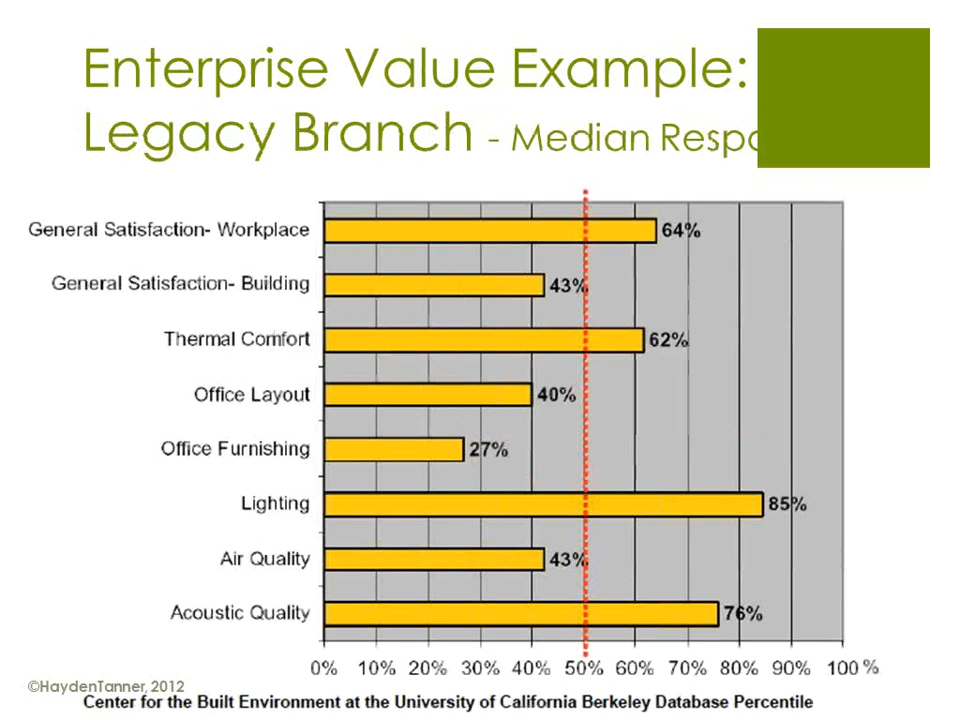 Enterprise Value Example:
Legacy Branch - Median
General Satisfaction- Workplace
64%
General Satisfaction- Building
43%
Thermal Comfort
62%
Office Layout
40%
Office Furnishing
27%
Lighting
85%
Air Quality
43%
Acoustic Quality
76%
0% 10% 20% 30% 40% 50% 60% 70% 80% 90% 100 %
©HaydenTanner, 2012
Center for the Built Environment at the University of California Berkeley Database Percentile